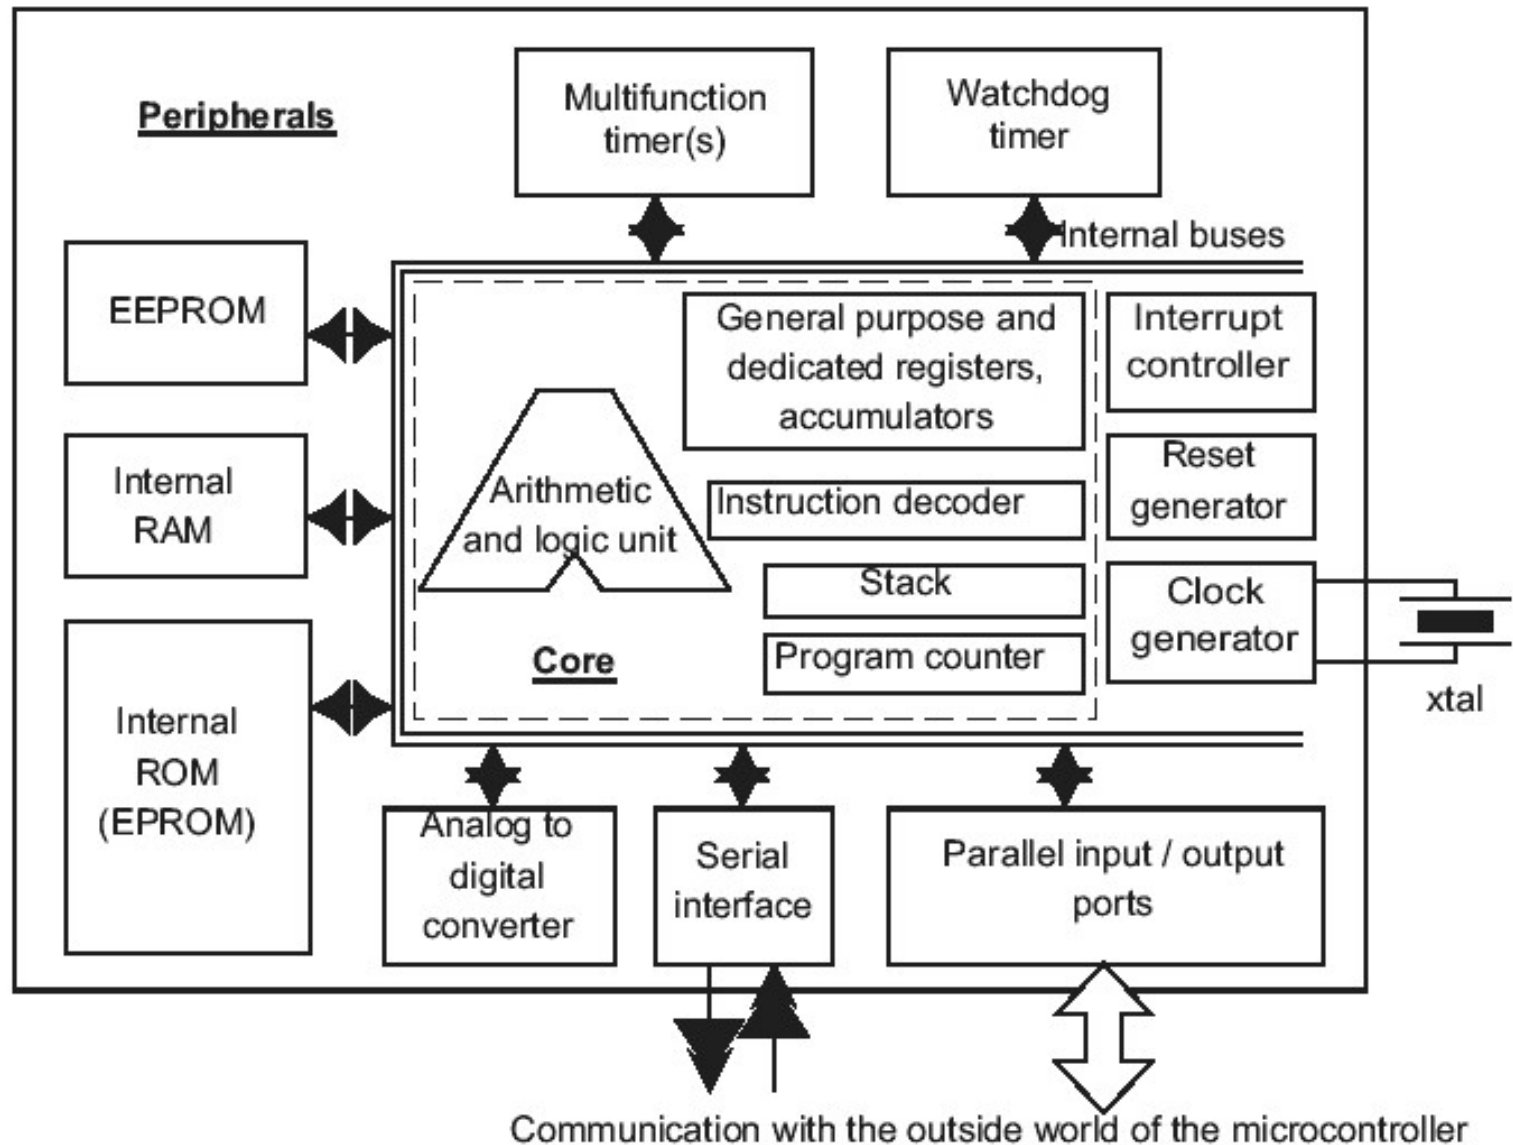 Peripherals
Multifunction
timer(s)
Watchdog
timer
Internal buses
EEPROM
General purpose and
dedicated registers,
accumulators
Interrupt
controller
Internal
RAM
Arithmetic
and logic unit
Instruction decoder
Reset
generator
Stack
Clock
generator
Core
Program counter
xtal
Internal
ROM
(EPROM)
Analog to
digital
converter
Serial
interface
Parallel input / output
ports
Communication with the outside world of the microcontroller